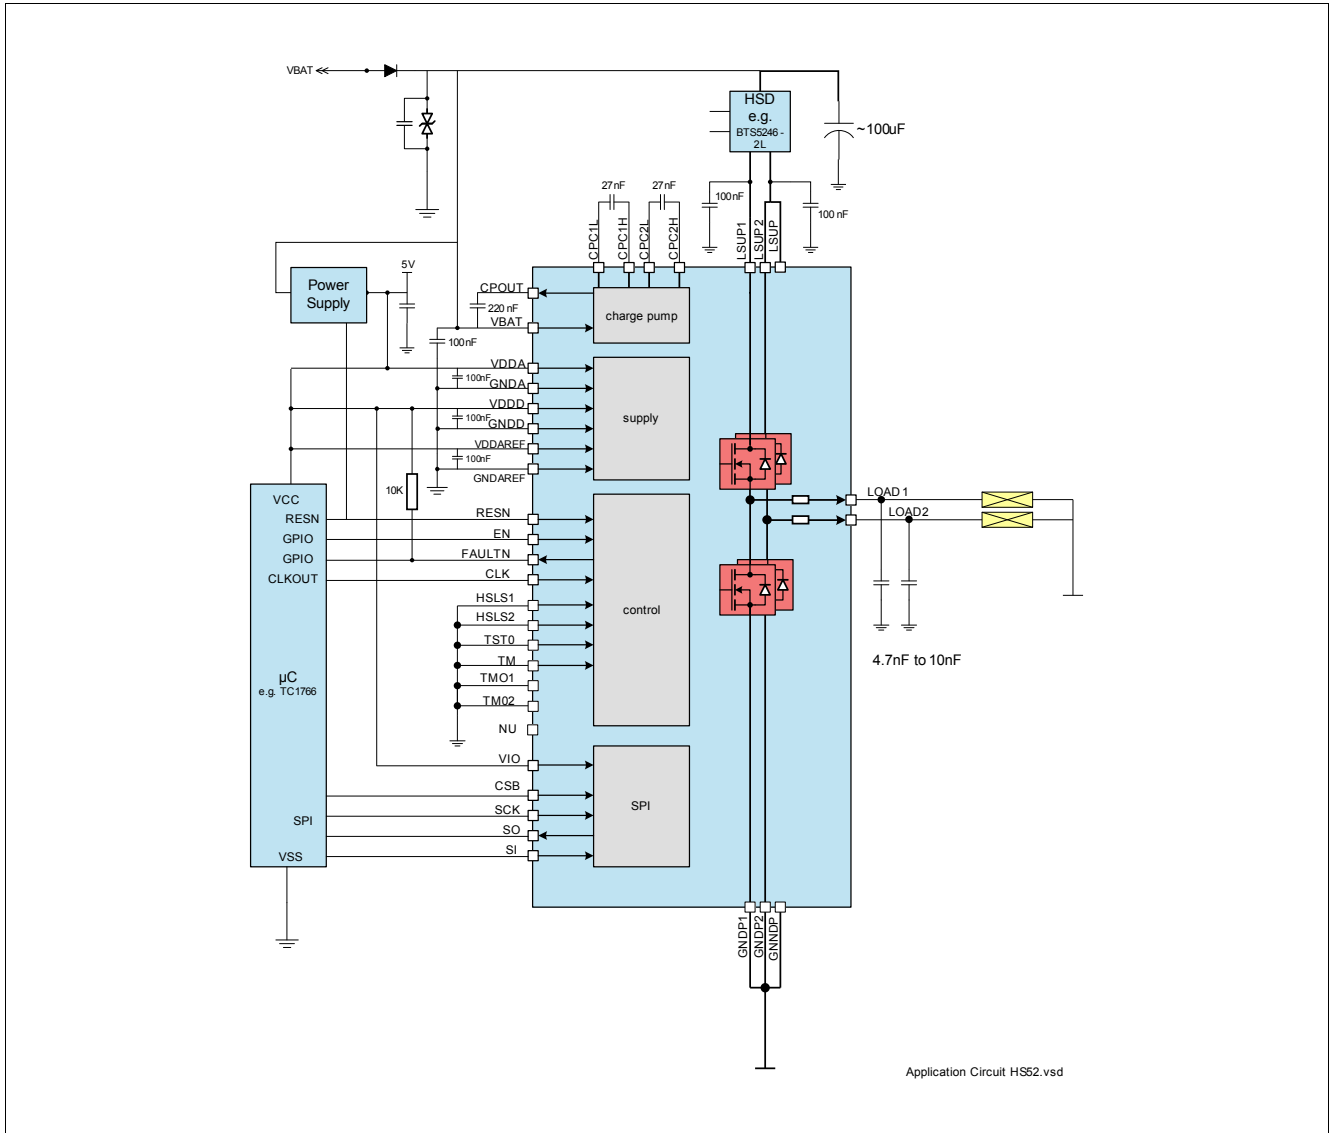 VBAT
HSD
e.g.
BTS5246 -
2L
~100uF
27nF
27nF
100nF
100 nF
CPC1L
CPC1H
CPC2L
CPC2H
LSUP1
LSUP2
LSUP
5V
Power
Supply
CPOUT
220 nF
VBAT
charge pump
100nF
VDDA
100nF
GNDA
VDDD
100nF
GNDD
VDDAREF
100nF
GNDAREF
supply
10K
LOAD1
LOAD2
VCC
RESN
GPIO
GPIO
CLKOUT
RESN
EN
FAULTN
CLK
HSLS1
HSLS2
TST0
TM
TMO1
TM02
NU
control
4.7nF to 10nF
µC
e.g. TC1766
VIO
CSB
SCK
SO
SI
SPI
SPI
VSS
GNDP1
GNDP2
GNNDP
Application Circuit HS52.vsd